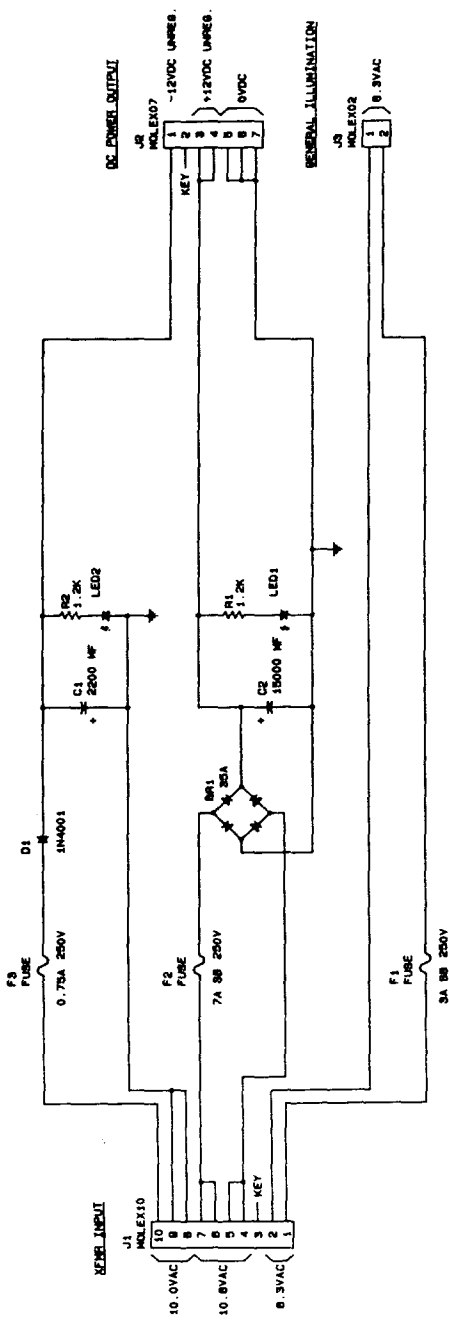 XFMR INPUT
J1
MOLEX10
10
9
8
7
6
5
4
3
2
1
KEY
10.0VAC
10.8VAC
6.3VAC
F3
FUSE
0.75A 250V
D1
1N4001
C1
2200 MF
+
R2
1.2K
LED2
F2
FUSE
7A SB 250V
BR1
35A
+
C2
15000 MF
R1
1.2K
LED1
F1
FUSE
3A SB 250V
DC POWER OUTPUT
J2
MOLEX07
1
2
3
4
5
6
7
KEY
-12VDC UNREG.
+12VDC UNREG.
0VDC
GENERAL ILLUMINATION
J3
MOLEX02
1
2
6.3VAC